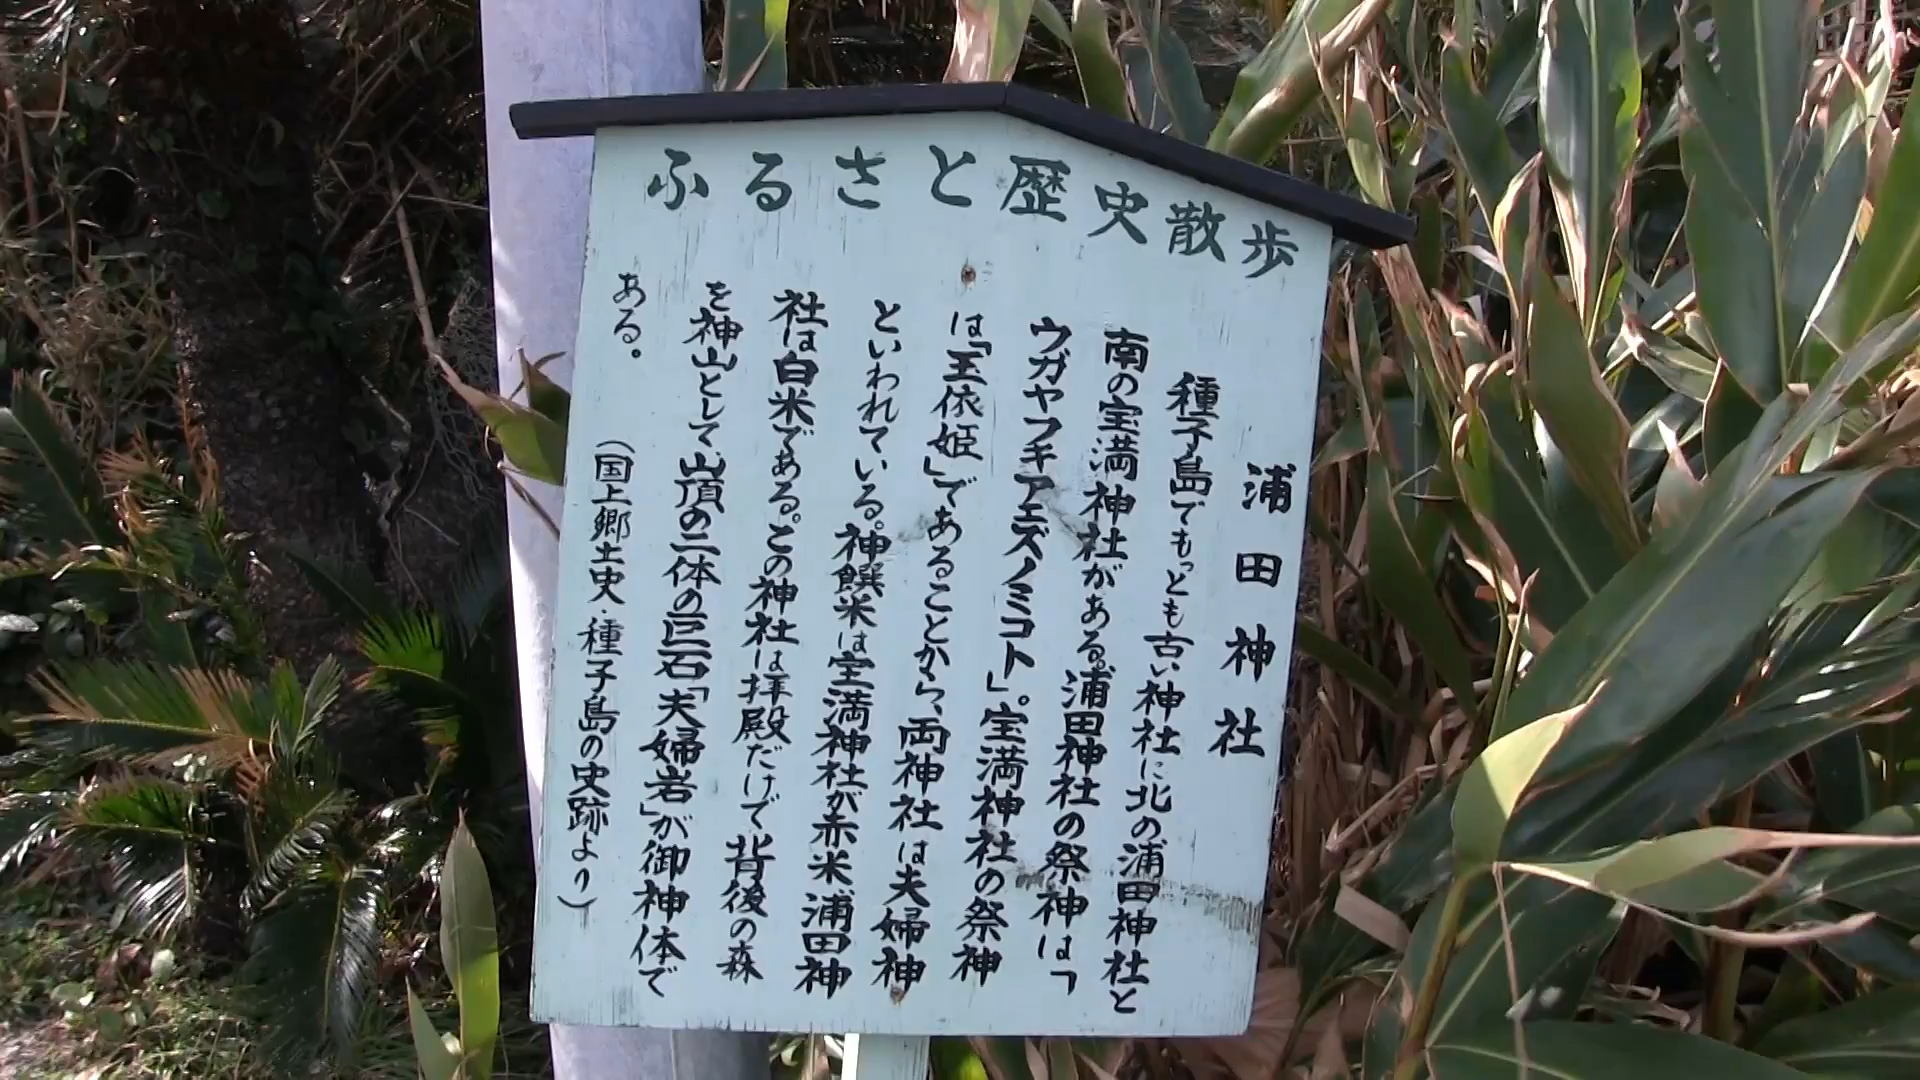 ふるさと歴史散歩
浦田神社
種子島でもっとも古い神社に北の浦田神社と
南の宝満神社がある。浦田神社の祭神は「
ウガヤフキアエズノミコト」。宝満神社の祭神
は「玉依姫」であることから、両神社は夫婦神
といわれている。神饌米は宝満神社が赤米浦田神
社は白米である。この神社は拝殿だけで背後の森
を神山として山頂の二体の巨石「夫婦岩」が御神体で
ある。
（国上郷土史・種子島の史跡より）